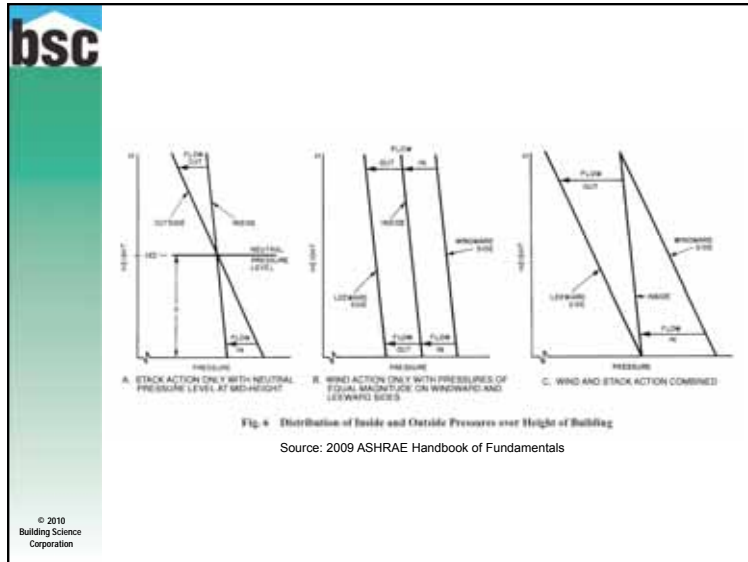 bsc
FLOW
OUT
OUTSIDE
INSIDE
NEUTRAL
PRESSURE
LEVEL
HEIGHT
FLOW
IN
PRESSURE
A. STACK ACTION ONLY WITH NEUTRAL
PRESSURE LEVEL AT MID-HEIGHT
FLOW
OUT
IN
INSIDE
WINDWARD
SIDE
LEEWARD
SIDE
HEIGHT
FLOW
OUT
FLOW
IN
PRESSURE
B. WIND ACTION ONLY WITH PRESSURES OF
EQUAL MAGNITUDE ON WINDWARD AND
LEEWARD SIDES
FLOW
OUT
WINDWARD
SIDE
LEEWARD
SIDE
INSIDE
HEIGHT
FLOW
IN
PRESSURE
C. WIND AND STACK ACTION COMBINED
Fig. 6 Distribution of Inside and Outside Pressures over Height of Building
Source: 2009 ASHRAE Handbook of Fundamentals
© 2010
Building Science
Corporation